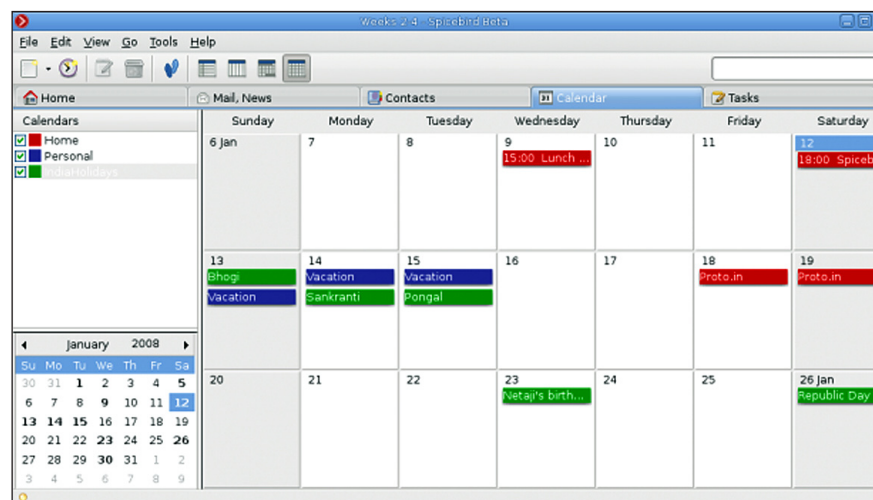 Weeks 2-4 - Spicebird Beta
File Edit View Go Tools Help
Home Mail, News Contacts 31 Calendar Tasks
Calendars
Home
Personal
IndiaHolidays
January 2008
Su Mo Tu We Th Fr Sa
30 31 1 2 3 4 5
6 7 8 9 10 11 12
13 14 15 16 17 18 19
20 21 22 23 24 25 26
27 28 29 30 31 1 2
3 4 5 6 7 8 9
Sunday Monday Tuesday Wednesday Thursday Friday Saturday
6 Jan 7 8 9 10 11 12
15:00 Lunch ... 18:00 Spiceb
13 14 15 16 17 18 19
Bhogi Vacation Vacation Proto.in Proto.in
Vacation Sankranti Pongal
20 21 22 23 24 25 26 Jan
Netaji's birth... Republic Day